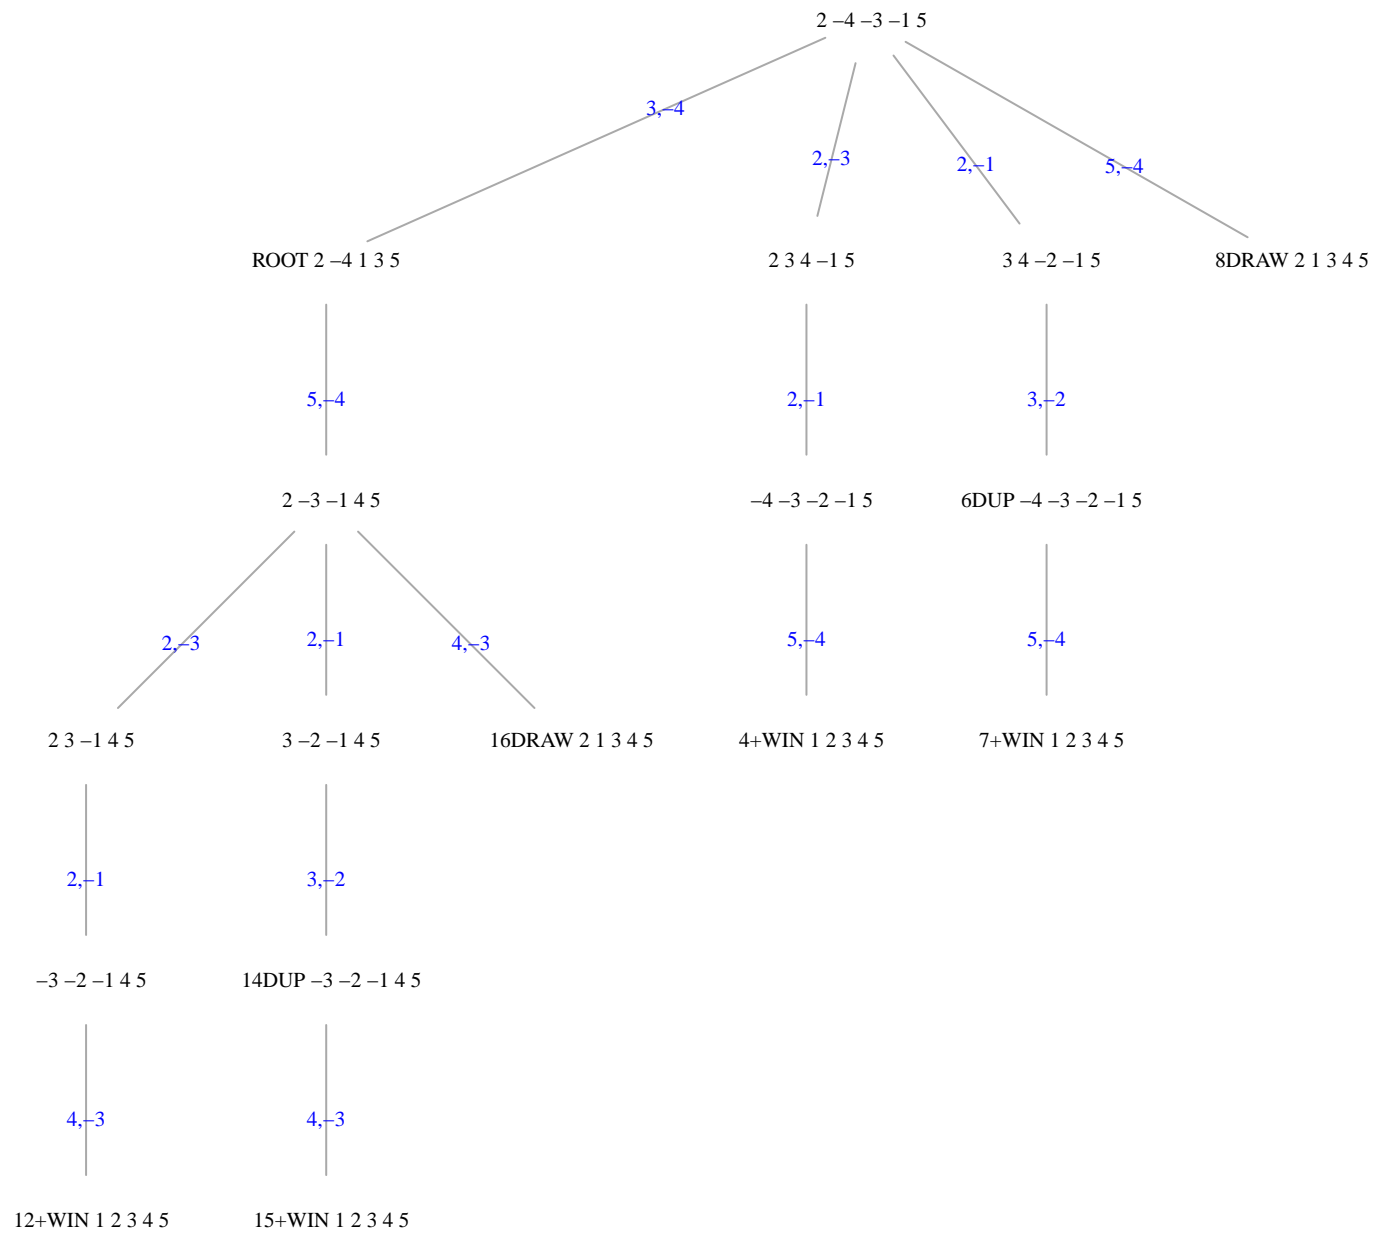 2 –4 –3 –1 5
3,–4
2,–3
2,–1
5,–4
ROOT 2 –4 1 3 5
2 3 4 –1 5
3 4 –2 –1 5
8DRAW 2 1 3 4 5
5,–4
2,–1
3,–2
2 –3 –1 4 5
–4 –3 –2 –1 5
6DUP –4 –3 –2 –1 5
2,–3
2,–1
4,–3
5,–4
5,–4
2 3 –1 4 5
3 –2 –1 4 5
16DRAW 2 1 3 4 5
4+WIN 1 2 3 4 5
7+WIN 1 2 3 4 5
2,–1
3,–2
–3 –2 –1 4 5
14DUP –3 –2 –1 4 5
4,–3
4,–3
12+WIN 1 2 3 4 5
15+WIN 1 2 3 4 5